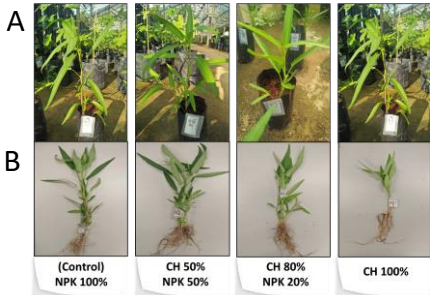 A
B
(Control)
NPK 100%
CH 50%
NPK 50%
CH 80%
NPK 20%
CH 100%